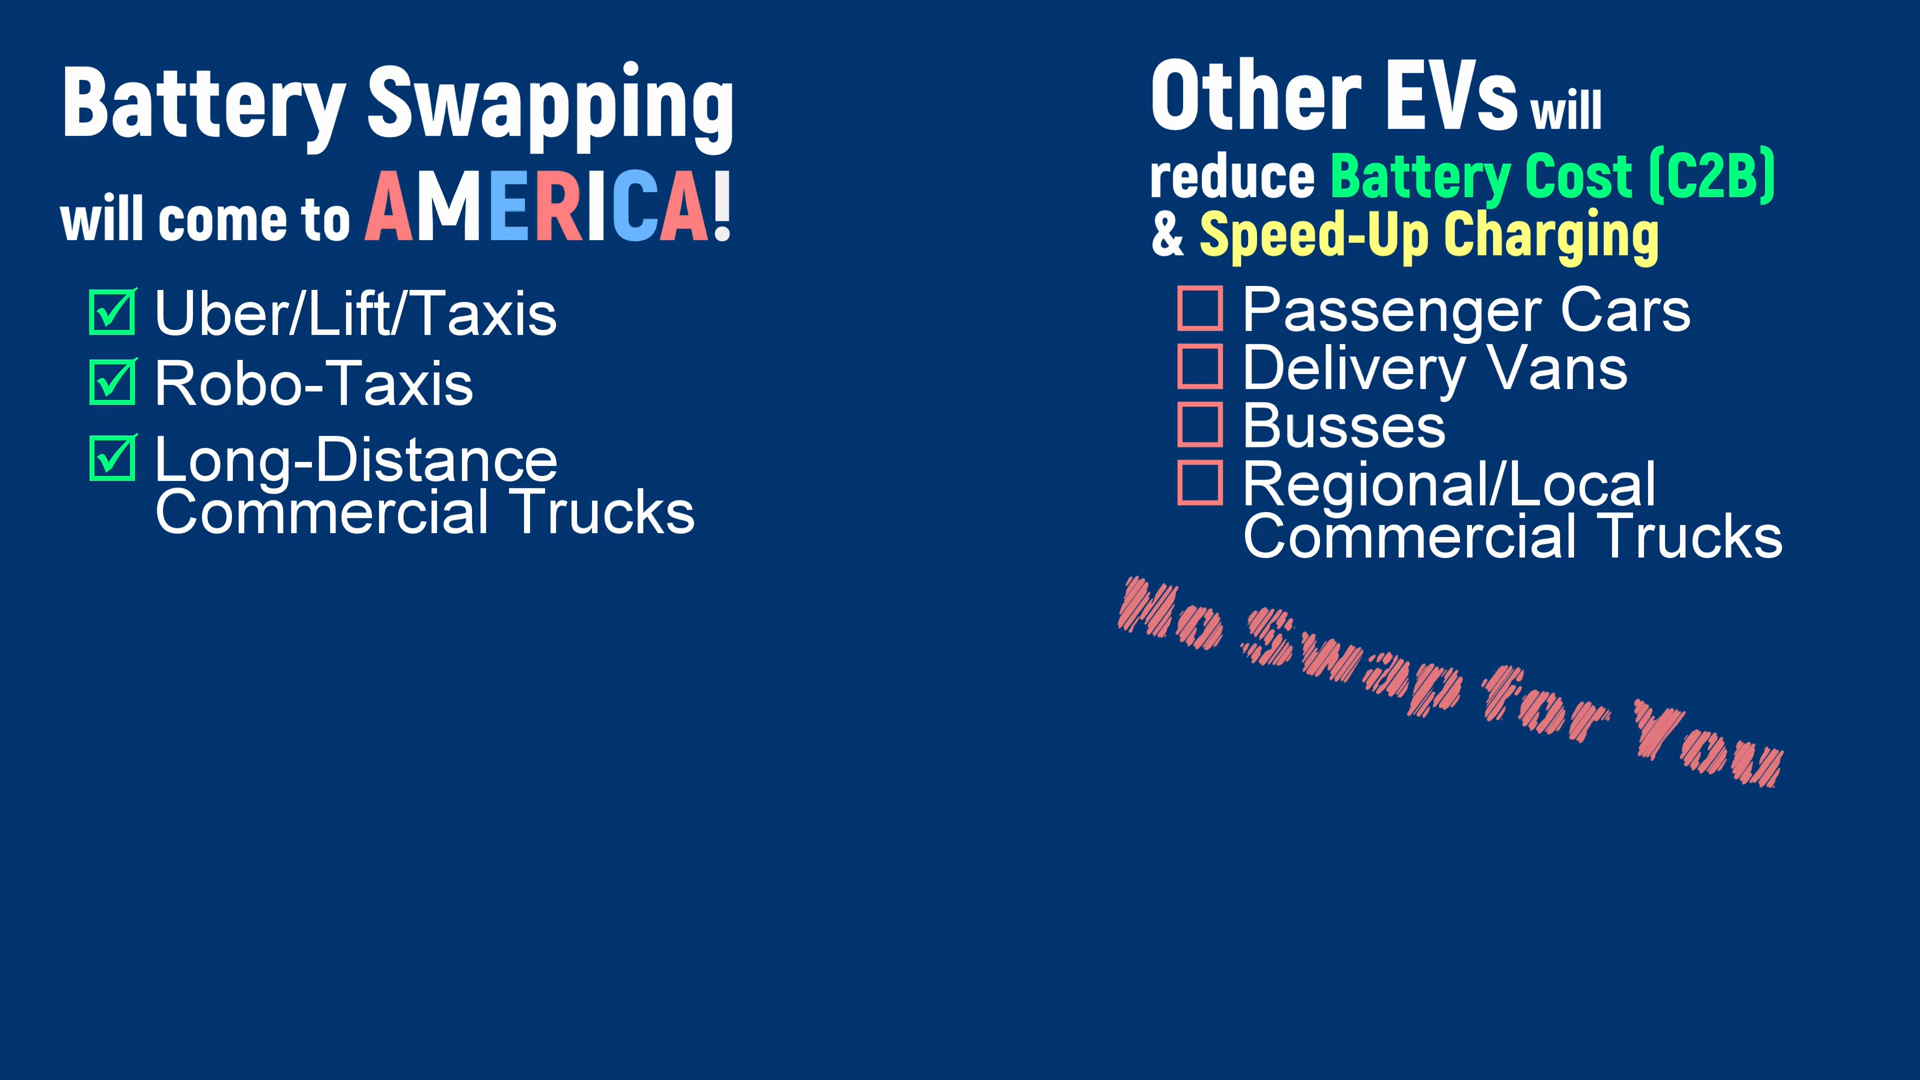 Battery Swapping
will come to AMERICA!
Uber/Lift/Taxis
Robo-Taxis
Long-Distance
Commercial Trucks
Other EVs will
reduce Battery Cost (C2B)
& Speed-Up Charging
Passenger Cars
Delivery Vans
Busses
Regional/Local
Commercial Trucks
No Swap for You